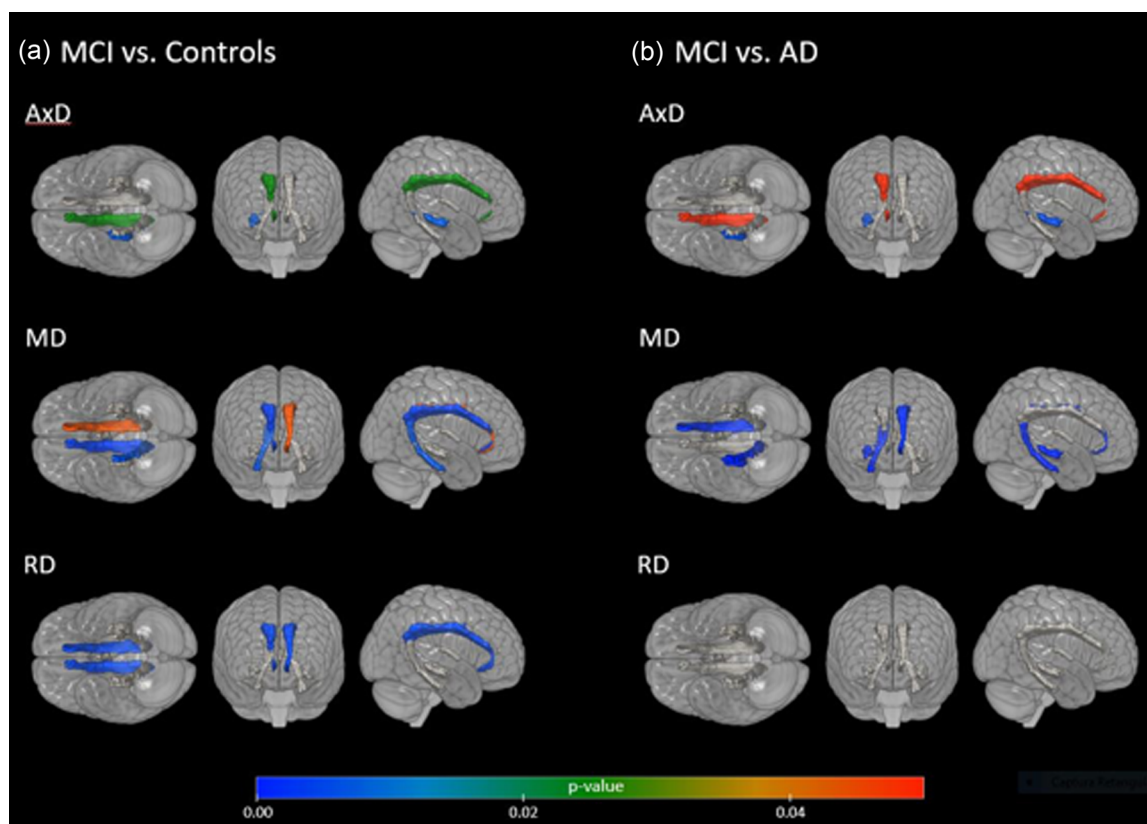 (a) MCI vs. Controls
(b) MCI vs. AD
AxD
AxD
MD
MD
RD
RD
p-value
0.00
0.02
0.04